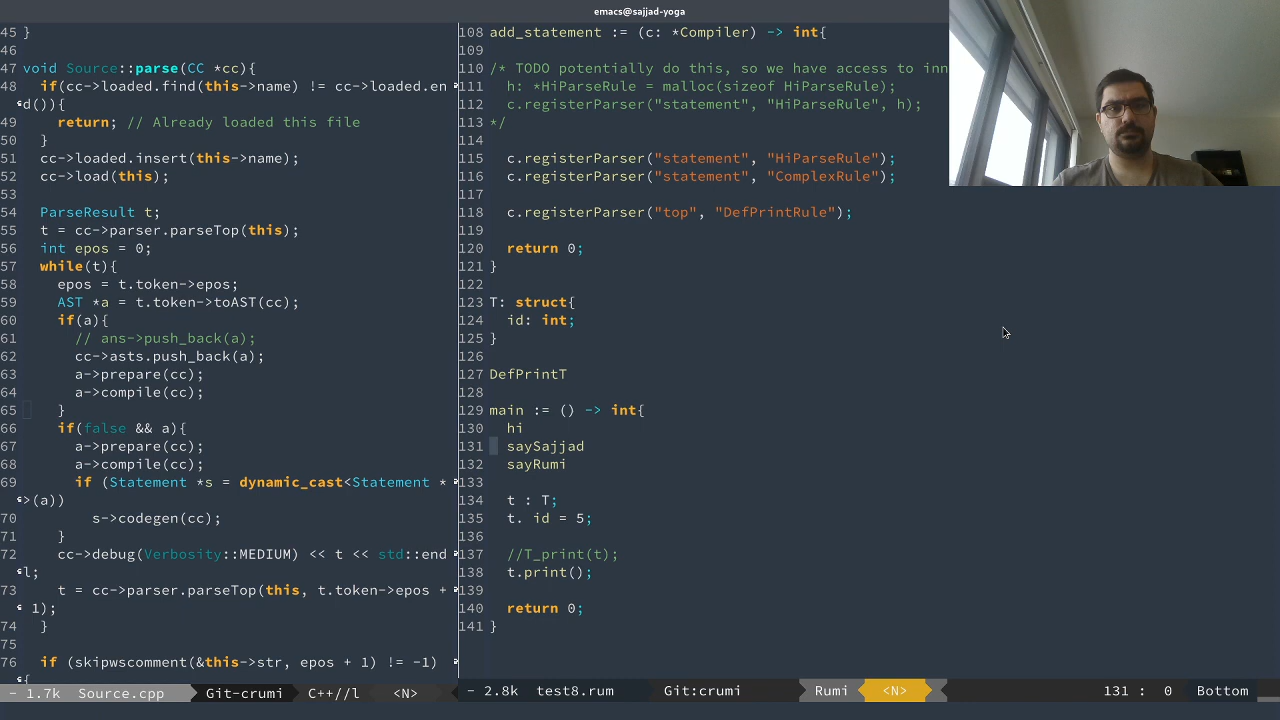 emacs@sajjad-yoga
45 }
46
47 void Source::parse(CC *cc){
48   if(cc->loaded.find(this->name) != cc->loaded.en
d()){
49     return; // Already loaded this file
50   }
51   cc->loaded.insert(this->name);
52   cc->load(this);
53
54   ParseResult t;
55   t = cc->parser.parseTop(this);
56   int epos = 0;
57   while(t){
58     epos = t.token->epos;
59     AST *a = t.token->toAST(cc);
60     if(a){
61       // ans->push_back(a);
62       cc->asts.push_back(a);
63       a->prepare(cc);
64       a->compile(cc);
65     }
66     if(false && a){
67       a->prepare(cc);
68       a->compile(cc);
69       if (Statement *s = dynamic_cast<Statement *
>(a))
70         s->codegen(cc);
71     }
72     cc->debug(Verbosity::MEDIUM) << t << std::end
l;
73     t = cc->parser.parseTop(this, t.token->epos +
1);
74   }
75
76   if (skipwscomment(&this->str, epos + 1) != -1)
{
- 1.7k Source.cpp Git-crumi C++//l <N>
108 add_statement := (c: *Compiler) -> int{
109
110 /* TODO potentially do this, so we have access to inn
111   h: *HiParseRule = malloc(sizeof HiParseRule);
112   c.registerParser("statement", "HiParseRule", h);
113 */
114
115   c.registerParser("statement", "HiParseRule");
116   c.registerParser("statement", "ComplexRule");
117
118   c.registerParser("top", "DefPrintRule");
119
120   return 0;
121 }
122
123 T: struct{
124   id: int;
125 }
126
127 DefPrintT
128
129 main := () -> int{
130   hi
131   saySajjad
132   sayRumi
133
134   t : T;
135   t. id = 5;
136
137   //T_print(t);
138   t.print();
139
140   return 0;
141 }
- 2.8k test8.rum Git:crumi Rumi <N> 131 : 0 Bottom